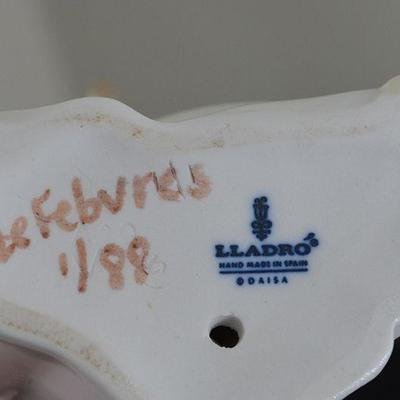 1/88
LLADRÓ
HAND MADE IN SPAIN
© DAISA